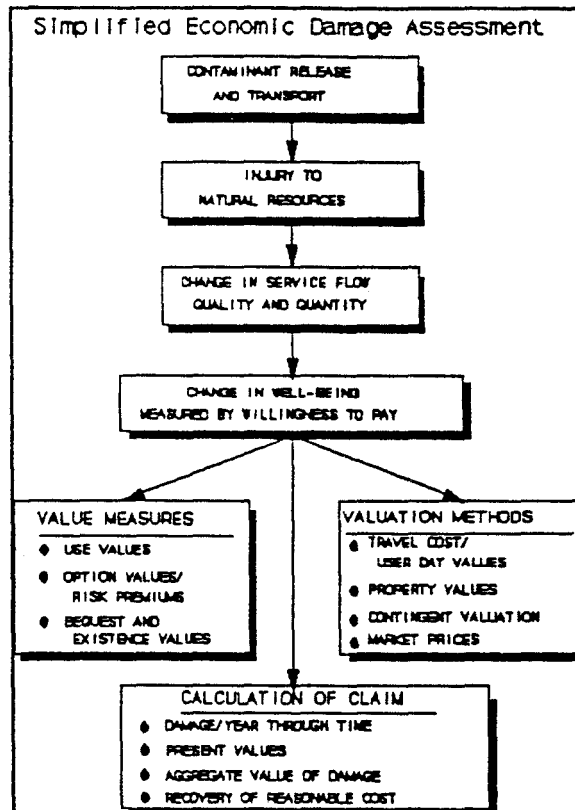 Simplified Economic Damage Assessment
CONTAMINANT RELEASE
AND TRANSPORT
INJURY TO
NATURAL RESOURCES
CHANGE IN SERVICE FLOW
QUALITY AND QUANTITY
CHANGE IN WELL-BEING
MEASURED BY WILLINGNESS TO PAY
VALUE MEASURES
USE VALUES
OPTION VALUES/
RISK PREMIUMS
BEQUEST AND
EXISTENCE VALUES
VALUATION METHODS
TRAVEL COST/
USER DAY VALUES
PROPERTY VALUES
CONTINGENT VALUATION
MARKET PRICES
CALCULATION OF CLAIM
DAMAGE/YEAR THROUGH TIME
PRESENT VALUES
AGGREGATE VALUE OF DAMAGE
RECOVERY OF REASONABLE COST